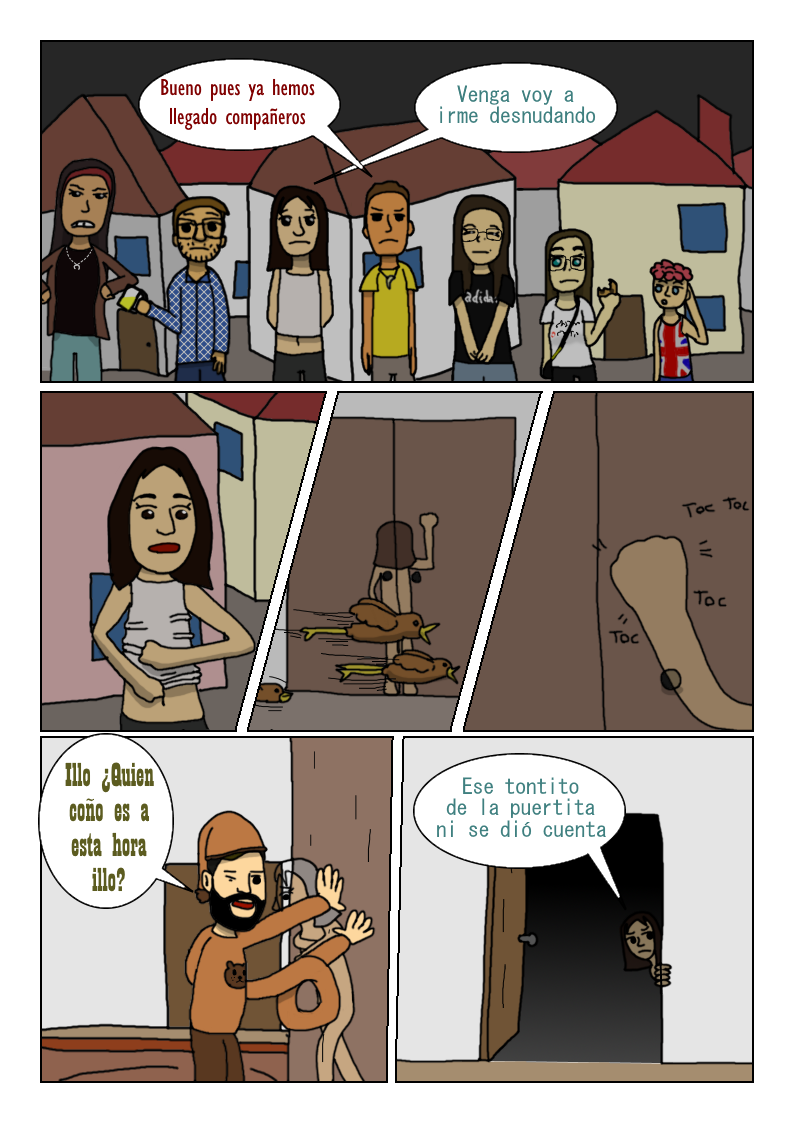 Bueno pues ya hemos
llegado compañeros
Venga voy a
irme desnudando
adidas
TOC TOC
TOC
TOC
Illo ¿Quien
coño es a
esta hora
illo?
Ese tontito
de la puertita
ni se dió cuenta